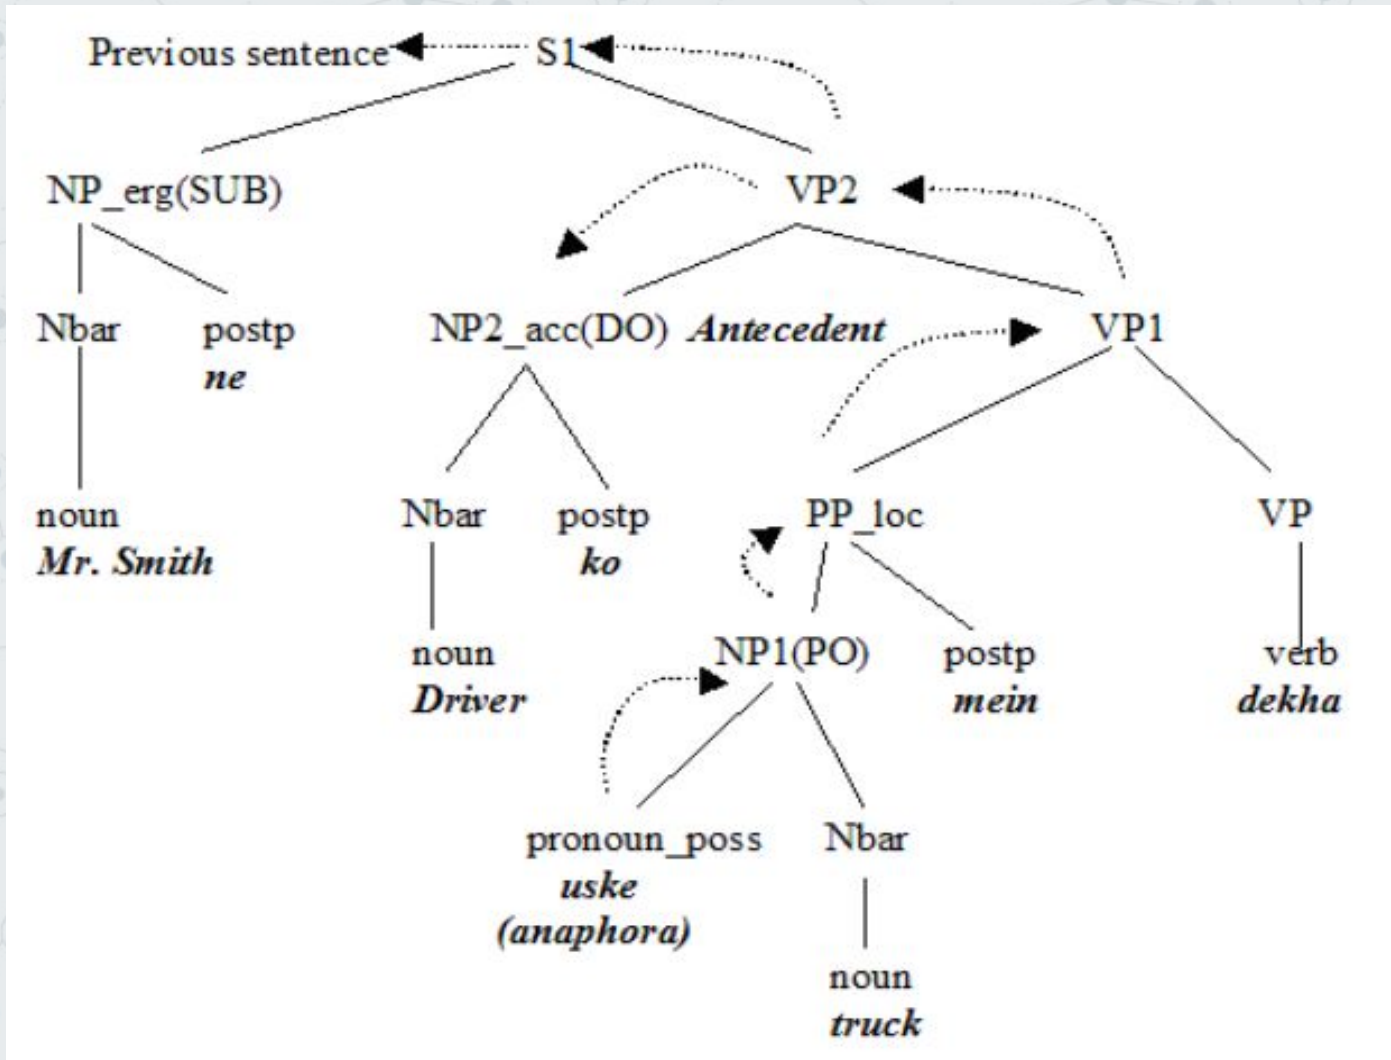 Previous sentence S1
NP_erg(SUB) VP2
Nbar postp NP2_acc(DO) Antecedent VP1
ne
noun Nbar postp PP_loc VP
Mr. Smith ko
noun NP1(PO) postp verb
Driver mein dekha
pronoun_poss Nbar
uske
(anaphora)
noun
truck